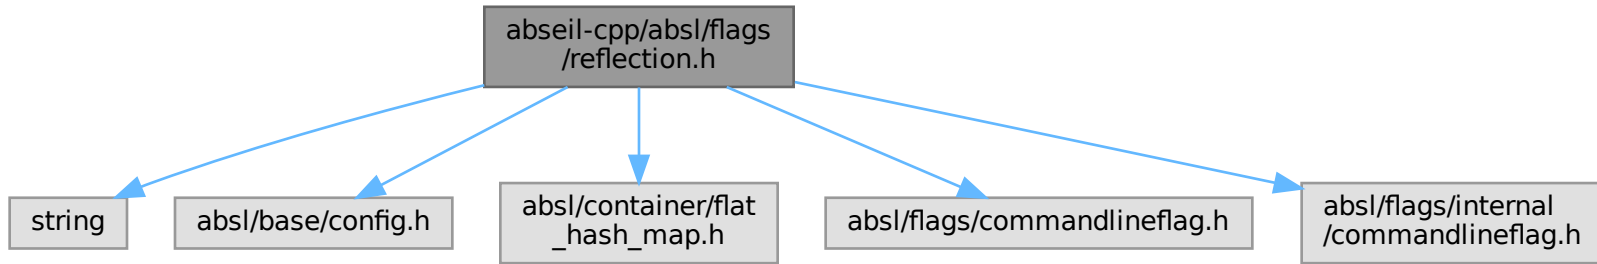 abseil-cpp/absl/flags
/reflection.h
string
absl/base/config.h
absl/container/flat
_hash_map.h
absl/flags/commandlineflag.h
absl/flags/internal
/commandlineflag.h